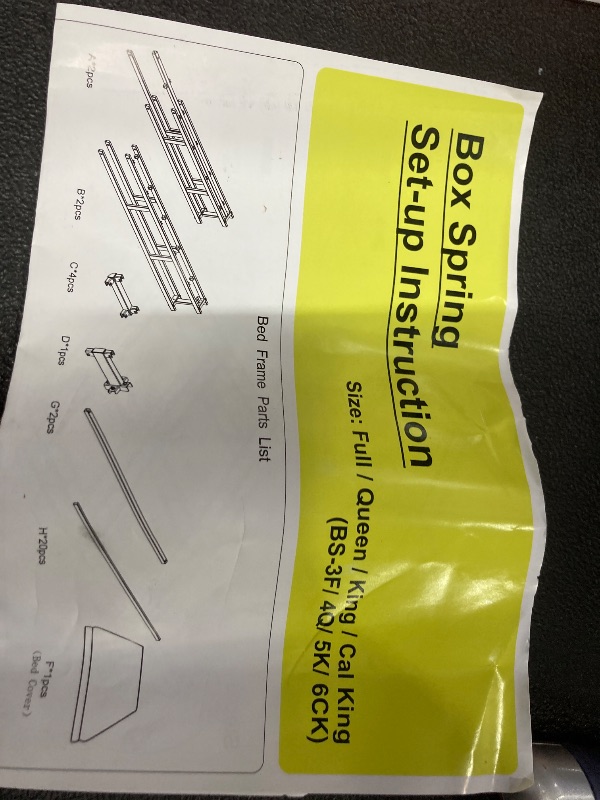 Box Spring
Set-up Instruction
Size: Full / Queen / King / Cal King
(BS-3F/ 4Q/ 5K/ 6CK)
Bed Frame Parts List
A*2pcs
B*2pcs
C*4pcs
D*1pcs
G*2pcs
H*20pcs
F*1pcs
(Bed Cover)